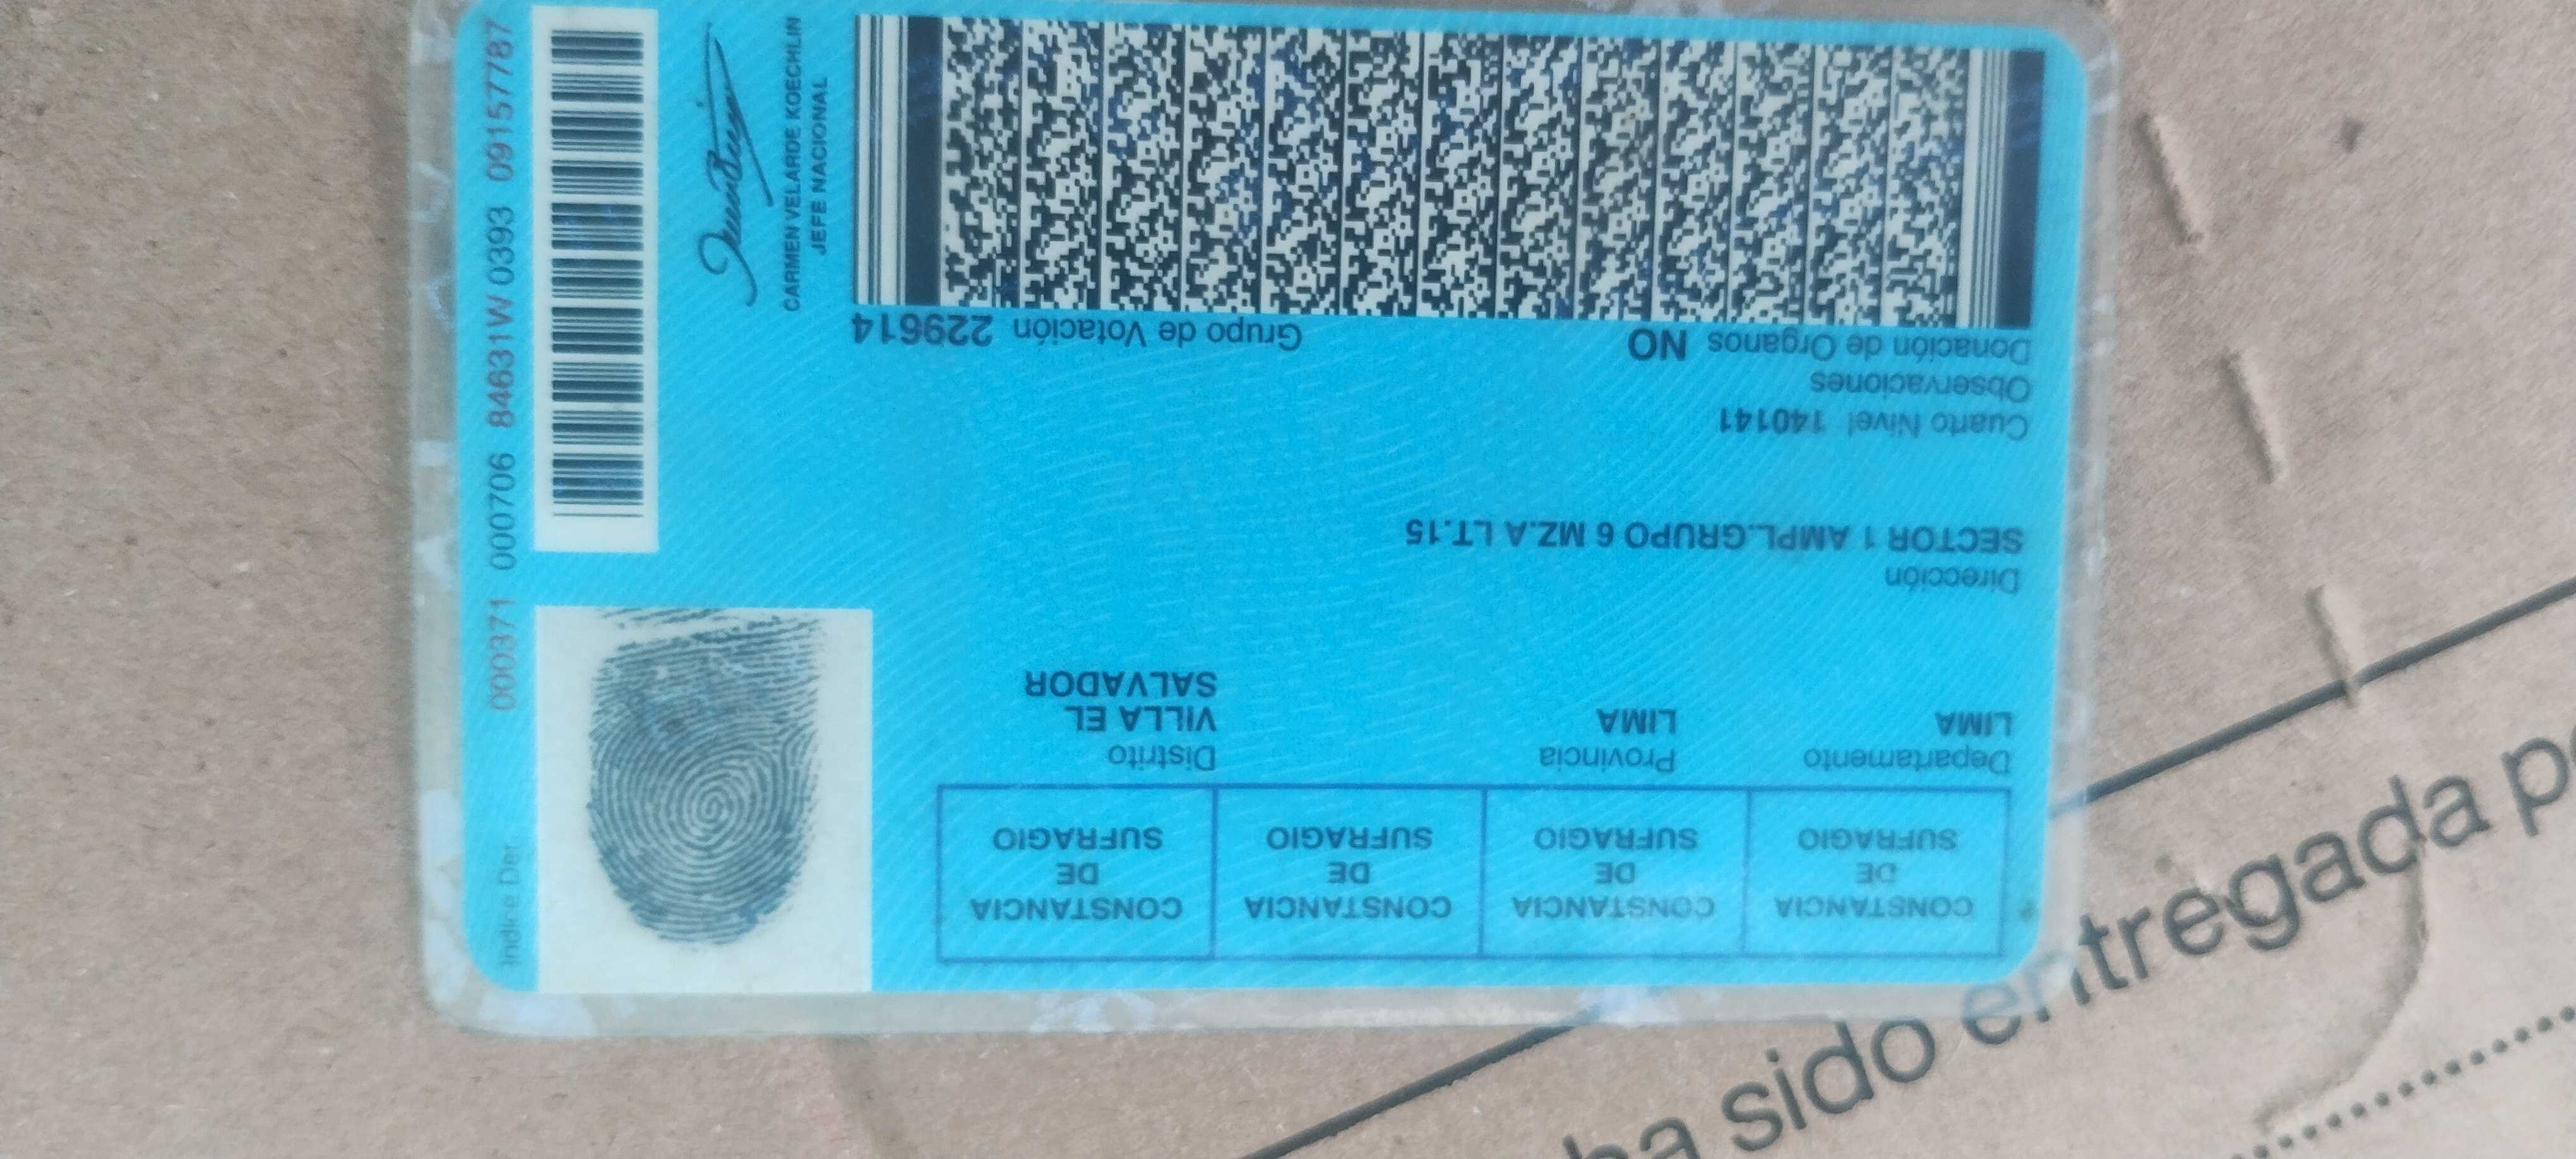 CONSTANCIA DE SUFRAGIO
CONSTANCIA DE SUFRAGIO
CONSTANCIA DE SUFRAGIO
CONSTANCIA DE SUFRAGIO
Departamento
LIMA
Provincia
LIMA
Distrito
VILLA EL
SALVADOR
Dirección
SECTOR 1 AMPL.GRUPO 6 MZ.A LT.15
Cuarto Nivel 140141
Observaciones
Donación de Organos NO
Grupo de Votación 229614
Indice Der.
000371 000706 84631W 0393 09157787
CARMEN VELARDE KOECHLIN
JEFE NACIONAL
ha sido entregada